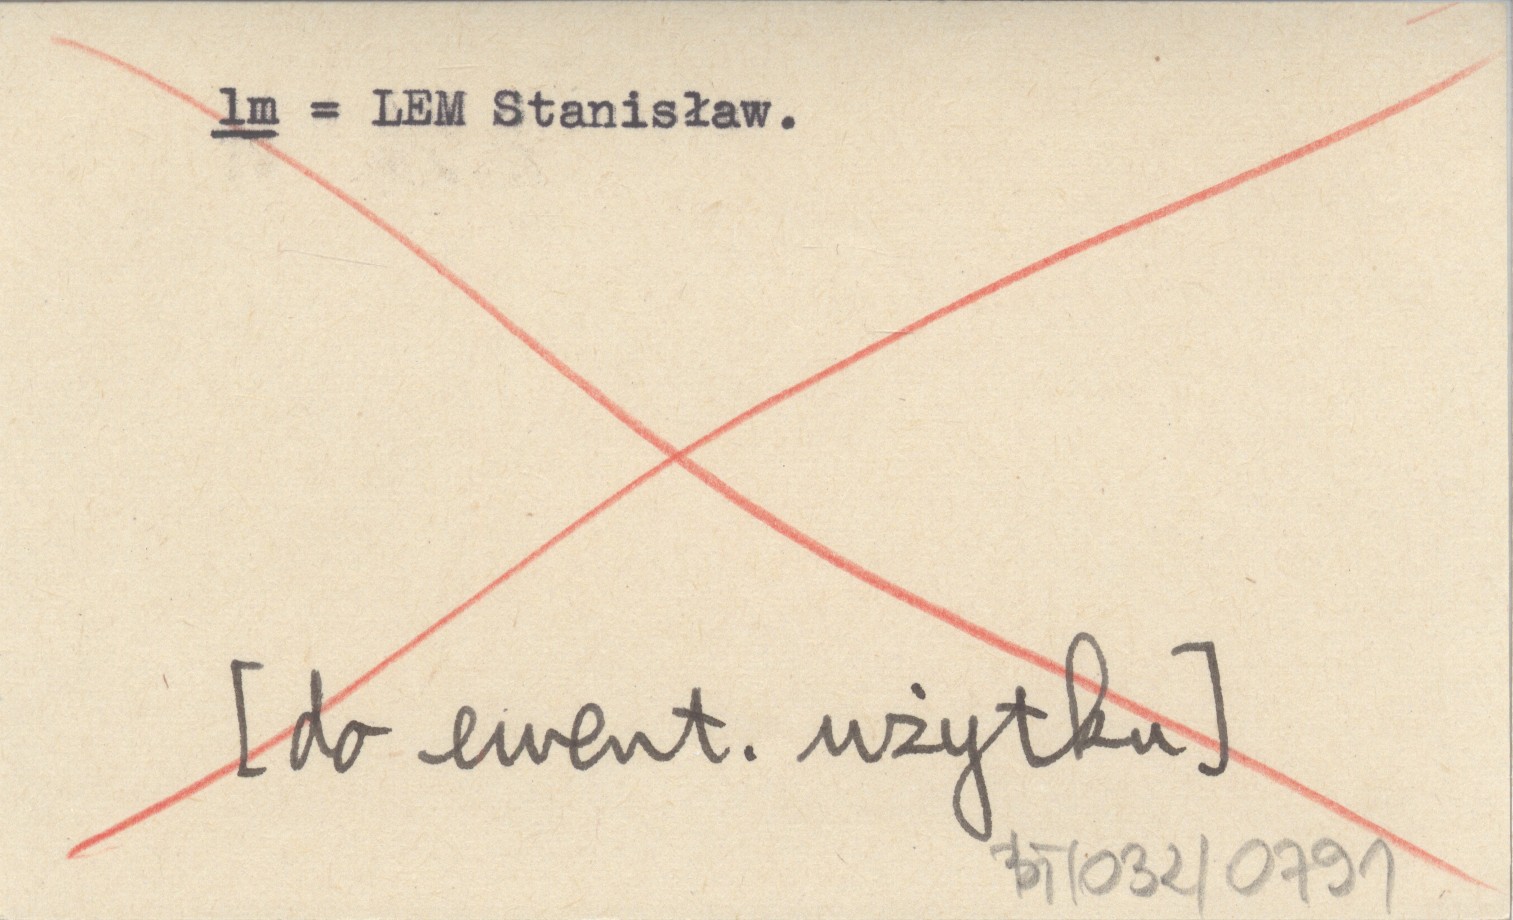 lm = LEM Stanisław.
[do ewent. użytku]
BT/032/0791